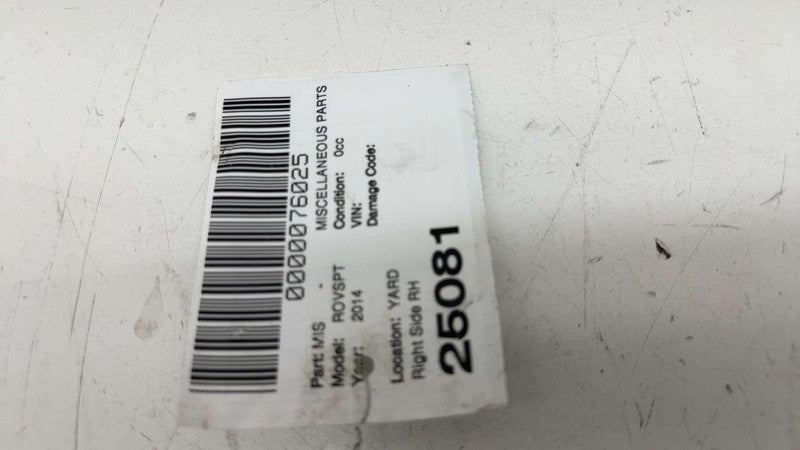 0000076025
Part: MIS - MISCELLANEOUS PARTS
Model: ROVSPT Condition: 0cc
Year: 2014 VIN:
Damage Code:
Location: YARD
Right Side RH
25081